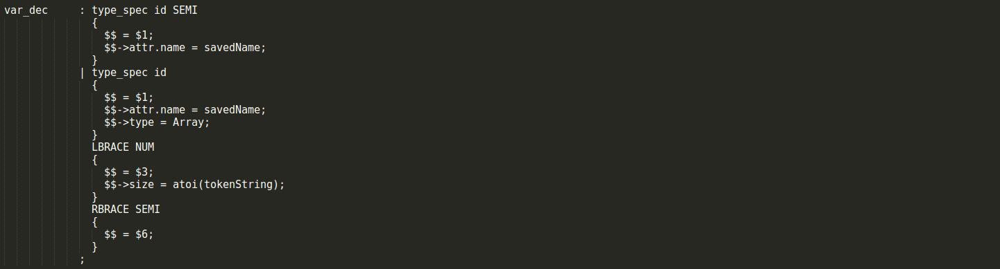 var_dec     : type_spec id SEMI
              {
                $$ = $1;
                $$->attr.name = savedName;
              }
            | type_spec id
              {
                $$ = $1;
                $$->attr.name = savedName;
                $$->type = Array;
              }
              LBRACE NUM
              {
                $$ = $3;
                $$->size = atoi(tokenString);
              }
              RBRACE SEMI
              {
                $$ = $6;
              }
            ;